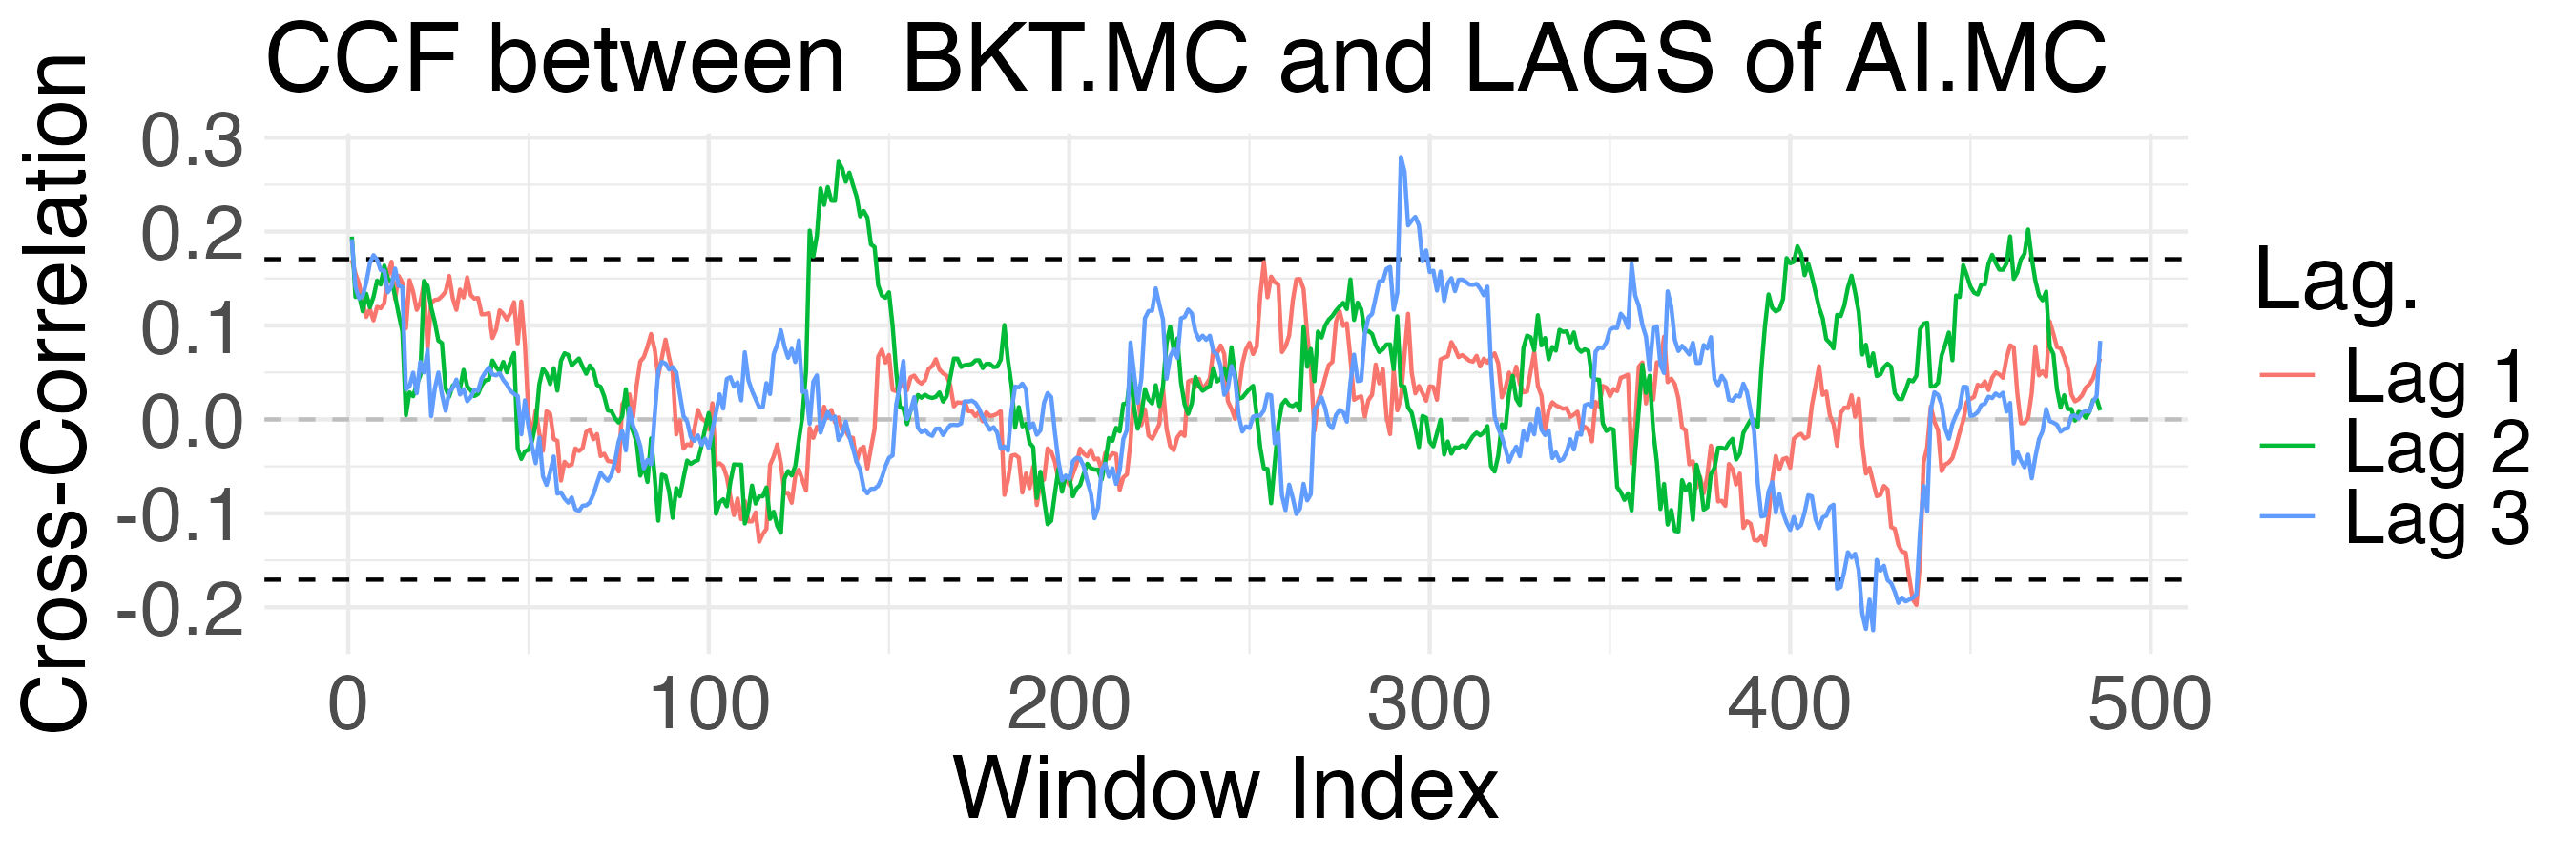 CCF between  BKT.MC and LAGS of AI.MC
Cross-Correlation
0.3
0.2
0.1
0.0
-0.1
-0.2
0 100 200 300 400 500
Window Index
Lag.
Lag 1
Lag 2
Lag 3